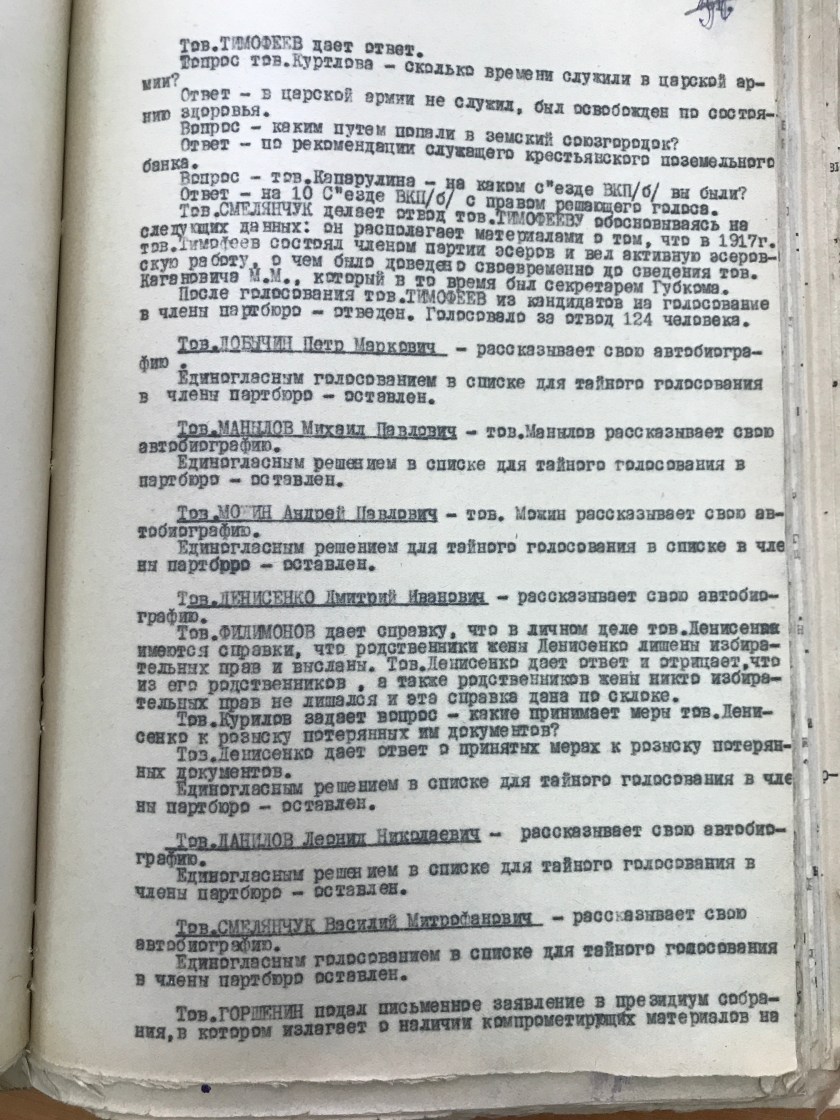 Тов.ТИМОФЕЕВ дает ответ.
Вопрос тов.Куртлова - сколько времени служили в царской ар-
мии?
Ответ - в царской армии не служил, был освобожден по состоя-
нию здоровья.
Вопрос - каким путем попали в земский союзгородок?
Ответ - по рекомендации служащего крестьянского поземельного
банка.
Вопрос - тов.Капарулина - на каком с"езде ВКП/б/ вы были?
Ответ - на 10 С"езде ВКП/б/ с правом решающего голоса.
Тов.СМЕЛЯНЧУК делает отвод тов.ТИМОФЕЕВУ обосновываясь на
следующих данных: он располагает материалами о том, что в 1917г.
тов.Тимофеев состоял членом партии эсеров и вел активную эсеров-
скую работу, о чем было доведено своевременно до сведения тов.
Кагановича М.М., который в то время был секретарем Губкома.
После голосования тов.ТИМОФЕЕВ из кандидатов на голосование
в члены партбюро - отведен. Голосовало за отвод 124 человека.
Тов.ЛОБЫЧИН Петр Маркович - рассказывает свою автобиогра-
фию .
Единогласным голосованием в списке для тайного голосования
в члены партбюро - оставлен.
Тов.МАНЫЛОВ Михаил Павлович - тов.Манылов рассказывает свою
автобиографию.
Единогласным решением в списке для тайного голосования в
партбюро - оставлен.
Тов.МОЖИН Андрей Павлович - тов. Можин рассказывает свою ав-
тобиографию.
Единогласным решением для тайного голосования в списке в чле
ны партбрро - оставлен.
Тов.ДЕНИСЕНКО Дмитрий Иванович - рассказывает свою автобио-
графию.
Тов.ФИЛИМОНОВ дает справку, что в личном деле тов.Денисенко
имеются справки, что родственники жены Денисенко лишены избира-
тельных прав и высланы. Тов.Денисенко дает ответ и отрицает,что
из его родственников , а также родственников жены никто избира-
тельных прав не лишался и эта справка дана по склоке.
Тов.Курилов задает вопрос - какие принимает меры тов.Дени-
сенко к розыску потерянных им документов?
Тов.Денисенко дает ответ о принятых мерах к розыску потерян-
ных документов.
Единогласным решением в списке для тайного голосования в чле
ны партбюро - оставлен.
Тов.ДАНИЛОВ Леонид Николаевич - рассказывает свою автобио-
графию.
Единогласным решением в списке для тайного голосования в
члены партбюро - оставлен.
Тов.СМЕЛЯНЧУК Василий Митрофанович - рассказывает свою
автобиографию.
Единогласным голосованием в списке для тайного голосования
в члены партбюро оставлен.
Тов.ГОРШЕНИН подал письменное заявление в президиум собра-
ния,в котором излагает о наличии компрометирующих материалов на